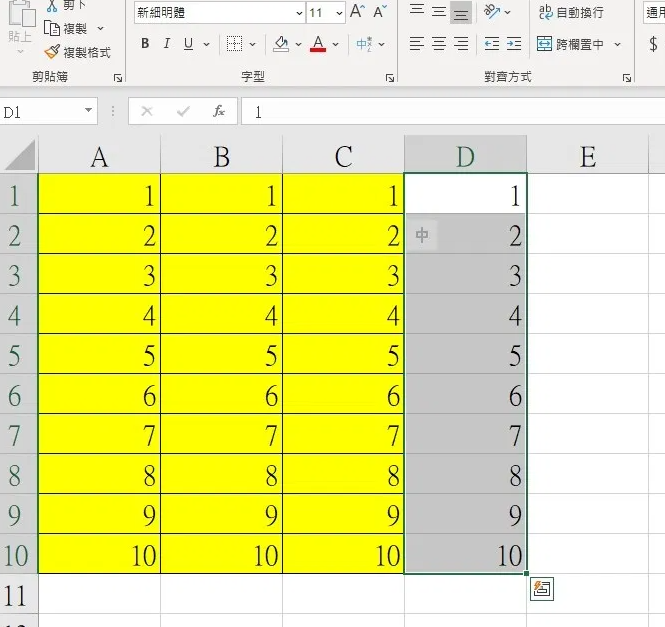 剪下
新細明體 11 A A ab 自動換行 通用
貼上 複製 B I U A 中 跨欄置中 $
複製格式
剪貼簿 字型 對齊方式
D1 fx 1
A B C D E
1 1 1 1 1
2 2 2 2 中 2
3 3 3 3 3
4 4 4 4 4
5 5 5 5 5
6 6 6 6 6
7 7 7 7 7
8 8 8 8 8
9 9 9 9 9
10 10 10 10 10
11